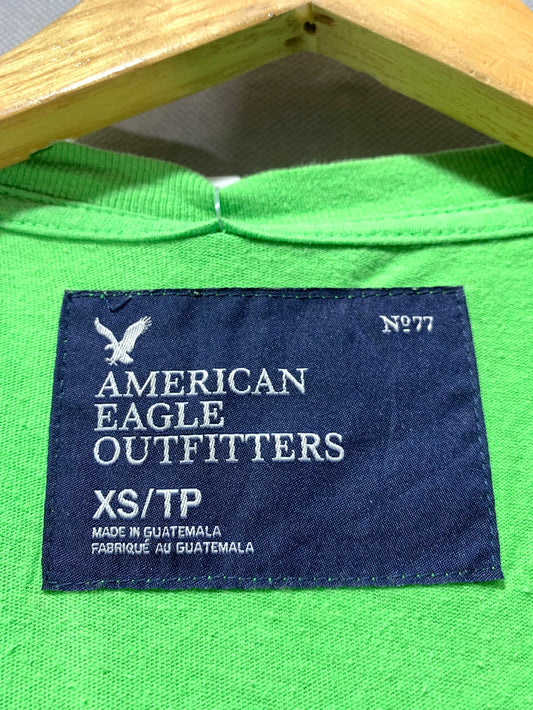 Nº77
AMERICAN
EAGLE
OUTFITTERS
XS/TP
MADE IN GUATEMALA
FABRIQUÉ AU GUATEMALA